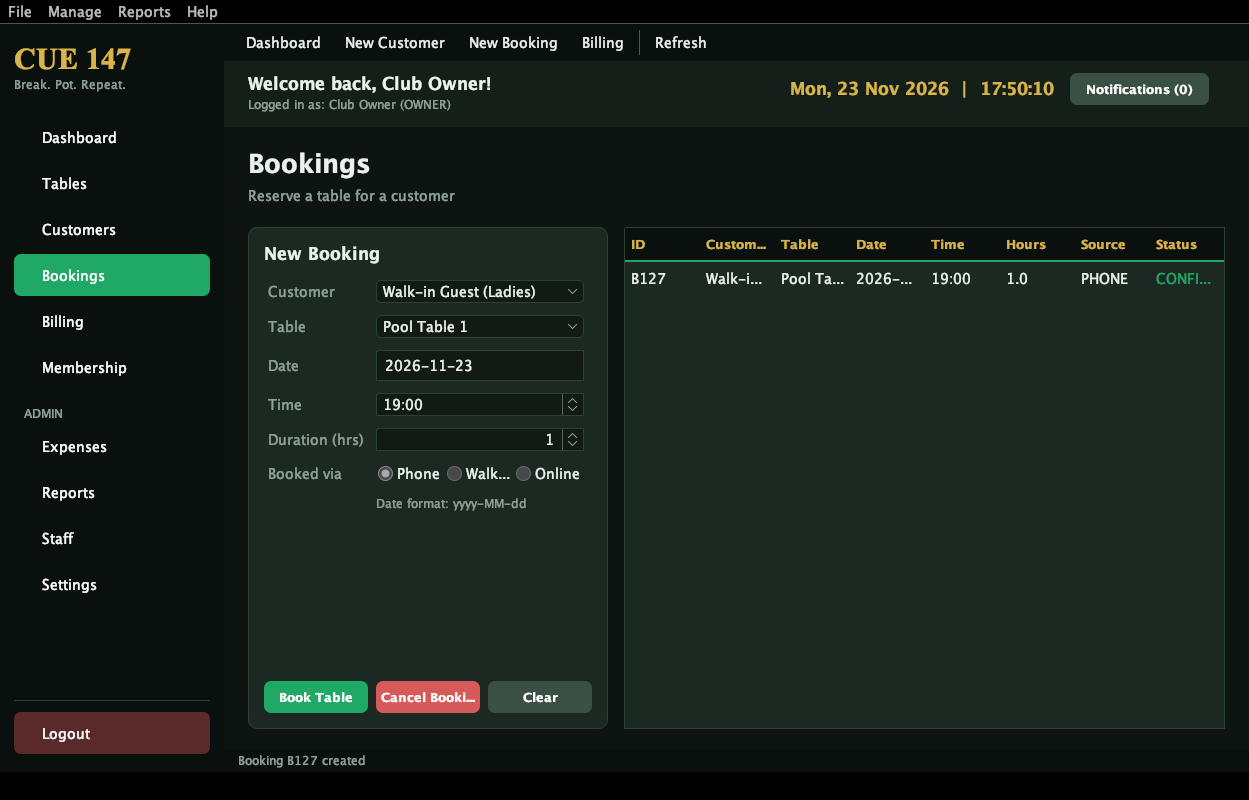 File Manage Reports Help
CUE 147
Break. Pot. Repeat.
Dashboard
Tables
Customers
Bookings
Billing
Membership
ADMIN
Expenses
Reports
Staff
Settings
Logout
Dashboard New Customer New Booking Billing Refresh
Welcome back, Club Owner!
Logged in as: Club Owner (OWNER)
Mon, 23 Nov 2026 | 17:50:10
Notifications (0)
Bookings
Reserve a table for a customer
New Booking
Customer Walk-in Guest (Ladies)
Table Pool Table 1
Date 2026-11-23
Time 19:00
Duration (hrs) 1
Booked via Phone Walk... Online
Date format: yyyy-MM-dd
Book Table Cancel Booki... Clear
ID Custom... Table Date Time Hours Source Status
B127 Walk-i... Pool Ta... 2026-... 19:00 1.0 PHONE CONFI...
Booking B127 created